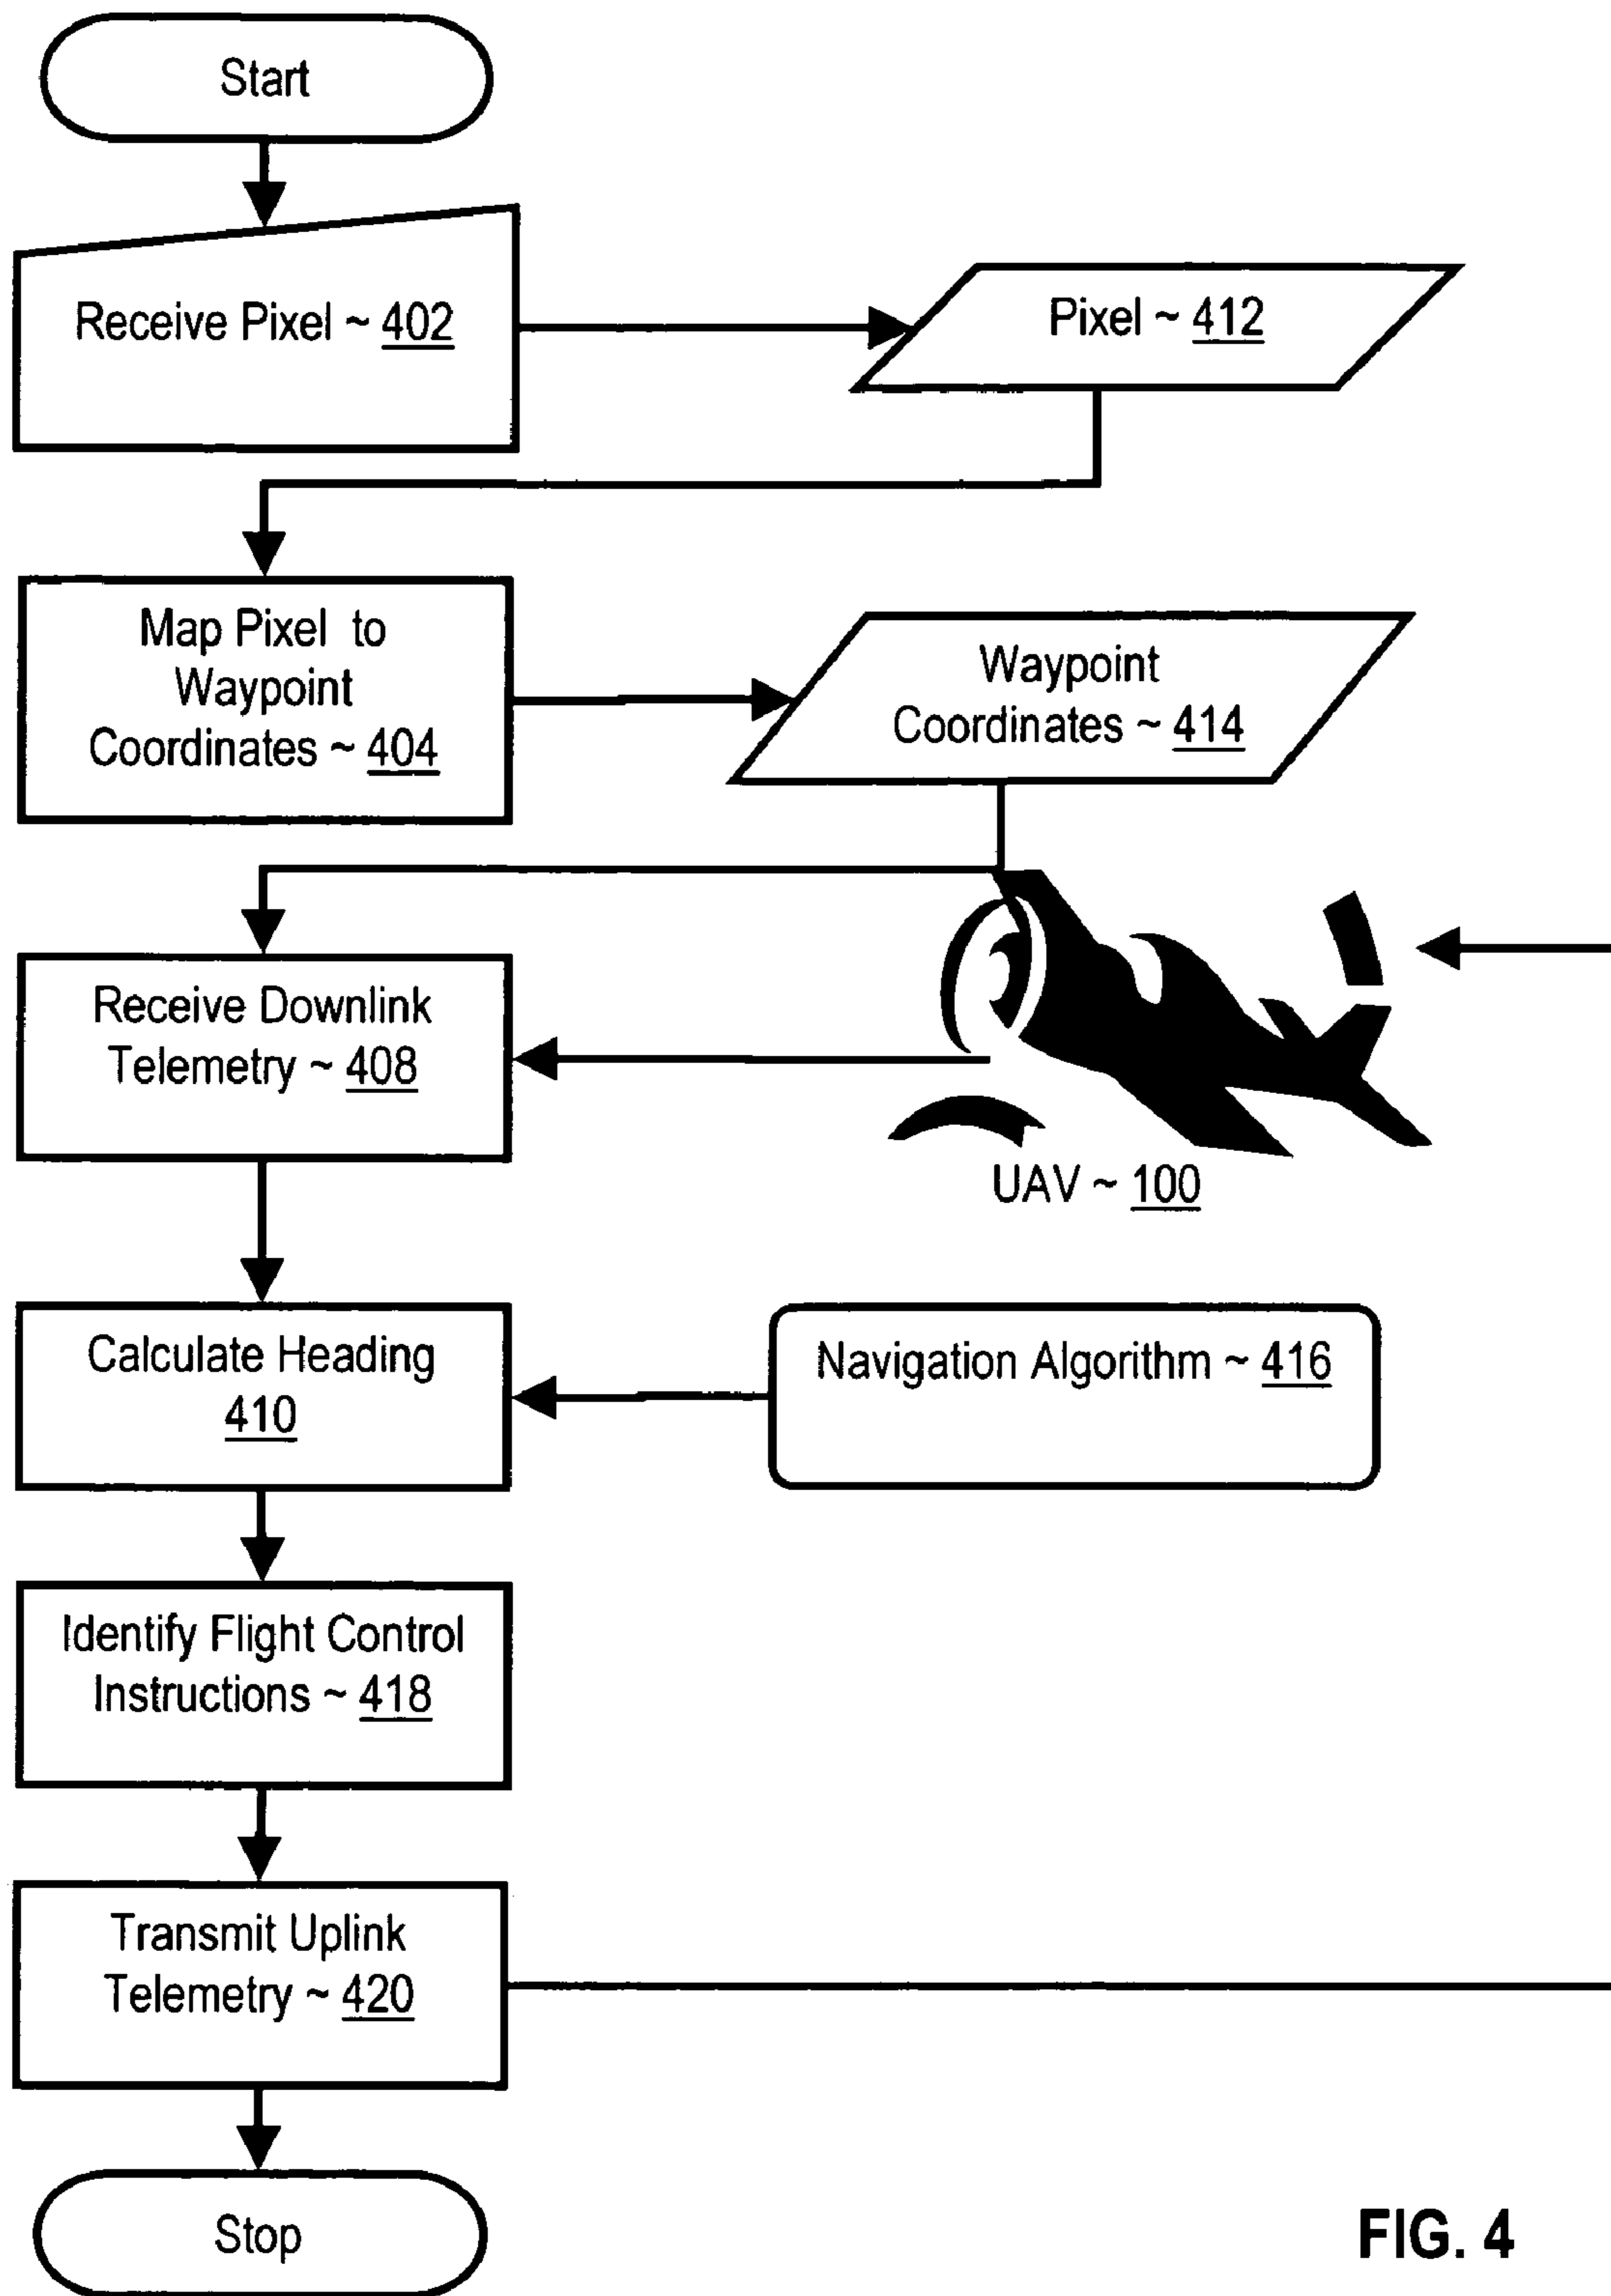 Start
Receive Pixel ~ 402
Pixel ~ 412
Map Pixel to
Waypoint
Coordinates ~ 404
Waypoint
Coordinates ~ 414
Receive Downlink
Telemetry ~ 408
UAV ~ 100
Calculate Heading
410
Navigation Algorithm ~ 416
Identify Flight Control
Instructions ~ 418
Transmit Uplink
Telemetry ~ 420
Stop
FIG. 4